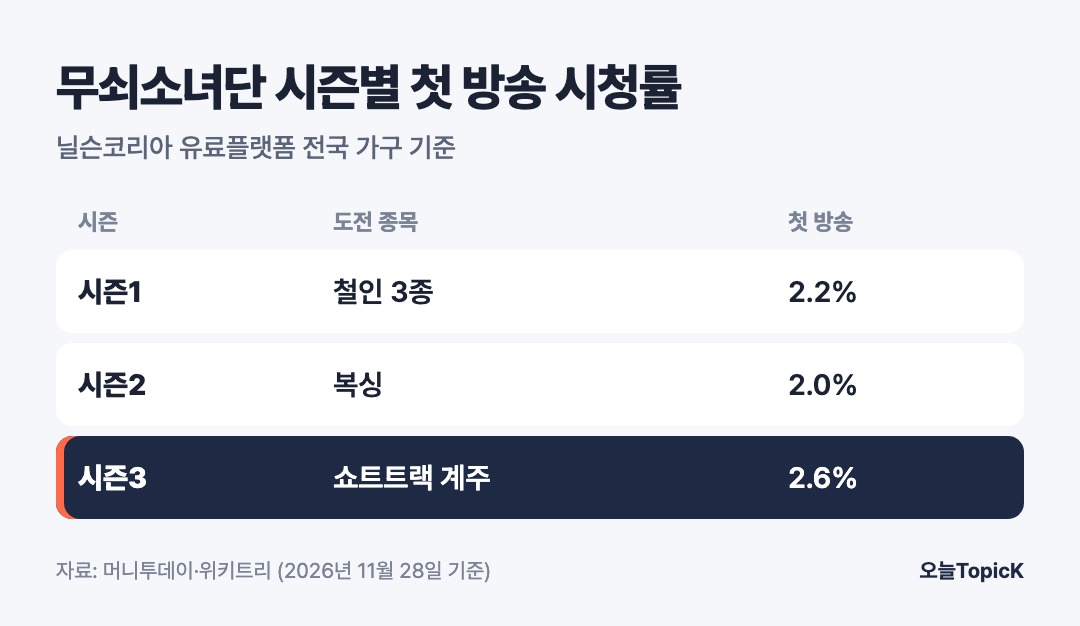 무쇠소녀단 시즌별 첫 방송 시청률
닐슨코리아 유료플랫폼 전국 가구 기준
시즌 도전 종목 첫 방송
시즌1 철인 3종 2.2%
시즌2 복싱 2.0%
시즌3 쇼트트랙 계주 2.6%
자료: 머니투데이·위키트리 (2026년 11월 28일 기준) 오늘TopicK